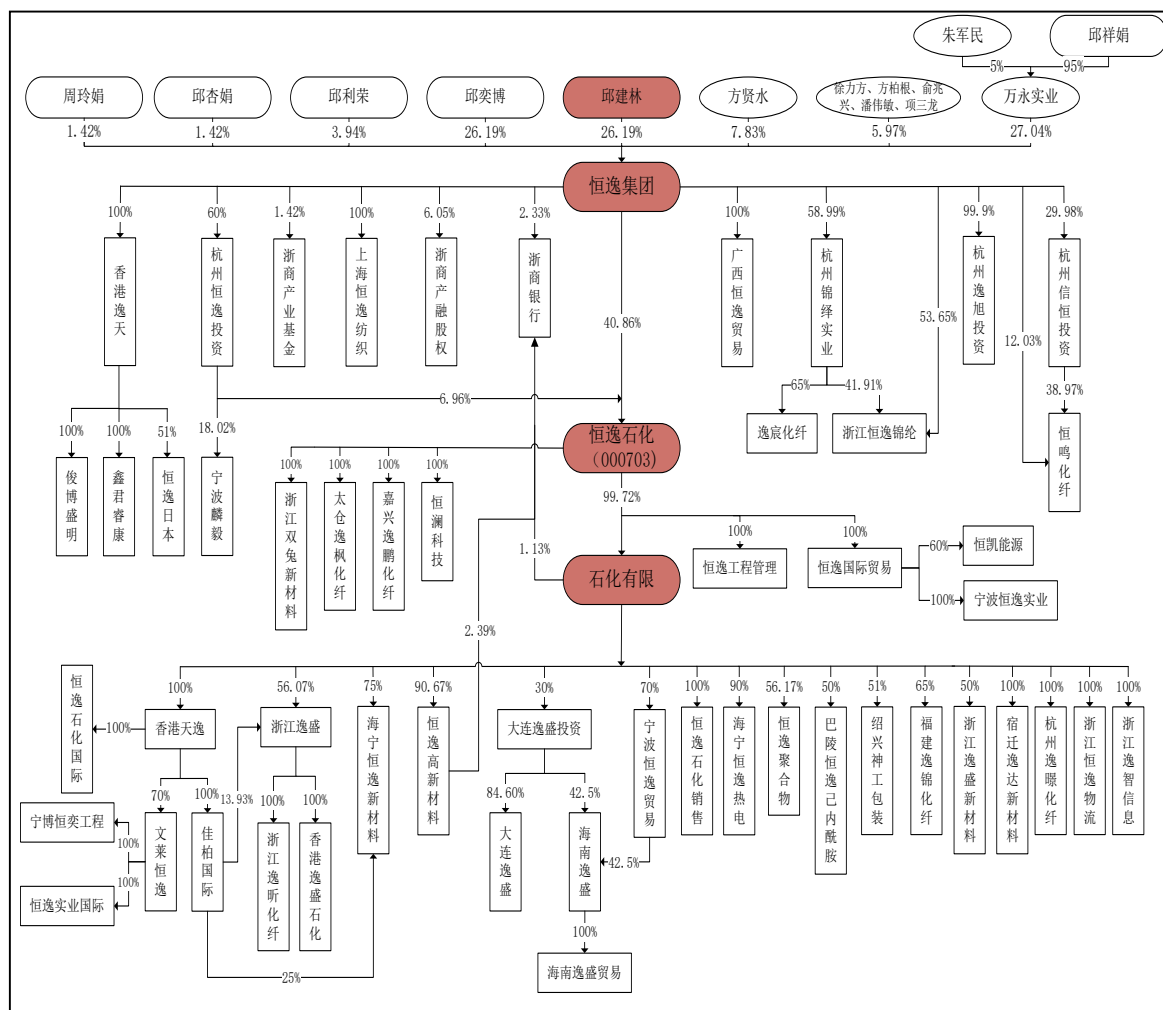 朱军民
邱祥娟
5%
95%
周玲娟
邱杏娟
邱利荣
邱奕博
邱建林
方贤水
徐力方、方柏根、俞兆
兴、潘伟敏、项三龙
万永实业
1.42%
1.42%
3.94%
26.19%
26.19%
7.83%
5.97%
27.04%
恒逸集团
100%
60%
1.42%
100%
6.05%
2.33%
100%
58.99%
99.9%
29.98%
香港逸天
杭州恒逸投资
浙商产业基金
上海恒逸纺织
浙商产融股权
浙商银行
40.86%
广西恒逸贸易
杭州锦绎实业
53.65%
杭州逸旭投资
12.03%
杭州信恒投资
65%
41.91%
38.97%
6.96%
100%
100%
51%
18.02%
俊博盛明
鑫君睿康
恒逸日本
宁波麟毅
恒逸石化
(000703)
逸宸化纤
浙江恒逸锦纶
恒鸣化纤
100%
100%
100%
100%
浙江双兔新材料
太仓逸枫化纤
嘉兴逸鹏化纤
恒澜科技
99.72%
1.13%
100%
100%
恒逸工程管理
恒逸国际贸易
60%
恒凯能源
100%
宁波恒逸实业
石化有限
2.39%
100%
56.07%
75%
90.67%
30%
70%
100%
90%
56.17%
50%
51%
65%
50%
100%
100%
100%
100%
恒逸石化国际
100%
香港天逸
浙江逸盛
海宁恒逸新材料
恒逸高新材料
大连逸盛投资
宁波恒逸贸易
恒逸石化销售
海宁恒逸热电
恒逸聚合物
巴陵恒逸己内酰胺
绍兴神工包装
福建逸锦化纤
浙江逸盛新材料
宿迁逸达新材料
杭州逸暻化纤
浙江恒逸物流
浙江逸智信息
70%
100%
13.93%
100%
100%
84.60%
42.5%
宁博恒奕工程
100%
文莱恒逸
佳柏国际
浙江逸昕化纤
香港逸盛石化
大连逸盛
海南逸盛
42.5%
100%
恒逸实业国际
100%
25%
海南逸盛贸易